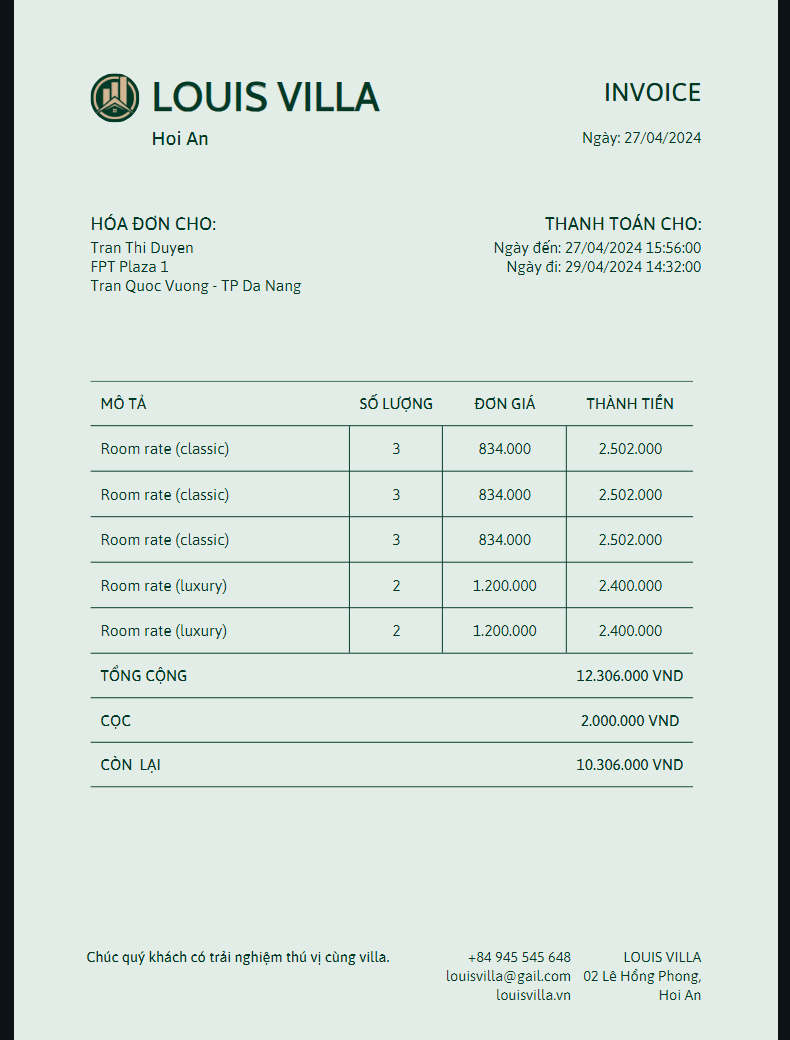 LOUIS VILLA
Hoi An
INVOICE
Ngày: 27/04/2024
HÓA ĐƠN CHO:
Tran Thi Duyen
FPT Plaza 1
Tran Quoc Vuong - TP Da Nang
THANH TOÁN CHO:
Ngày đến: 27/04/2024 15:56:00
Ngày đi: 29/04/2024 14:32:00
MÔ TẢ SỐ LƯỢNG ĐƠN GIÁ THÀNH TIỀN
Room rate (classic) 3 834.000 2.502.000
Room rate (classic) 3 834.000 2.502.000
Room rate (classic) 3 834.000 2.502.000
Room rate (luxury) 2 1.200.000 2.400.000
Room rate (luxury) 2 1.200.000 2.400.000
TỔNG CỘNG 12.306.000 VND
CỌC 2.000.000 VND
CÒN LẠI 10.306.000 VND
Chúc quý khách có trải nghiệm thú vị cùng villa.
+84 945 545 648
louisvilla@gail.com
louisvilla.vn
LOUIS VILLA
02 Lê Hồng Phong,
Hoi An